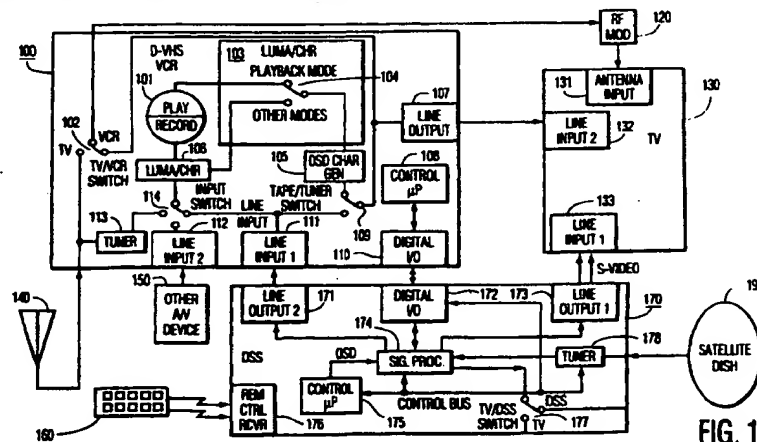 100
D-VHS
VCR
101
PLAY
RECORD
103
LUMA/CHR
PLAYBACK MODE
104
OTHER MODES
102
VCR
TV
TV/VCR
SWITCH
106
LUMA/CHR
105
OSD CHAR
GEN
107
LINE
OUTPUT
108
CONTROL
µP
INPUT
SWITCH
114
TAPE/TUNER
SWITCH
109
LINE
INPUT
113
TUNER
112
LINE
INPUT 2
111
LINE
INPUT 1
110
DIGITAL
I/O
RF
MOD
120
131
ANTENNA
INPUT
130
LINE
INPUT 2
132
TV
133
LINE
INPUT 1
S-VIDEO
140
150
OTHER
A/V
DEVICE
160
LINE
OUTPUT 2
171
DIGITAL
I/O
172
173
LINE
OUTPUT 1
170
174
DSS
OSD
SIG. PROC.
178
TUNER
CONTROL
µP
175
CONTROL BUS
REM
CTRL
RCVR
176
TV/DSS
SWITCH
DSS
TV
177
SATELLITE
DISH
FIG. 1